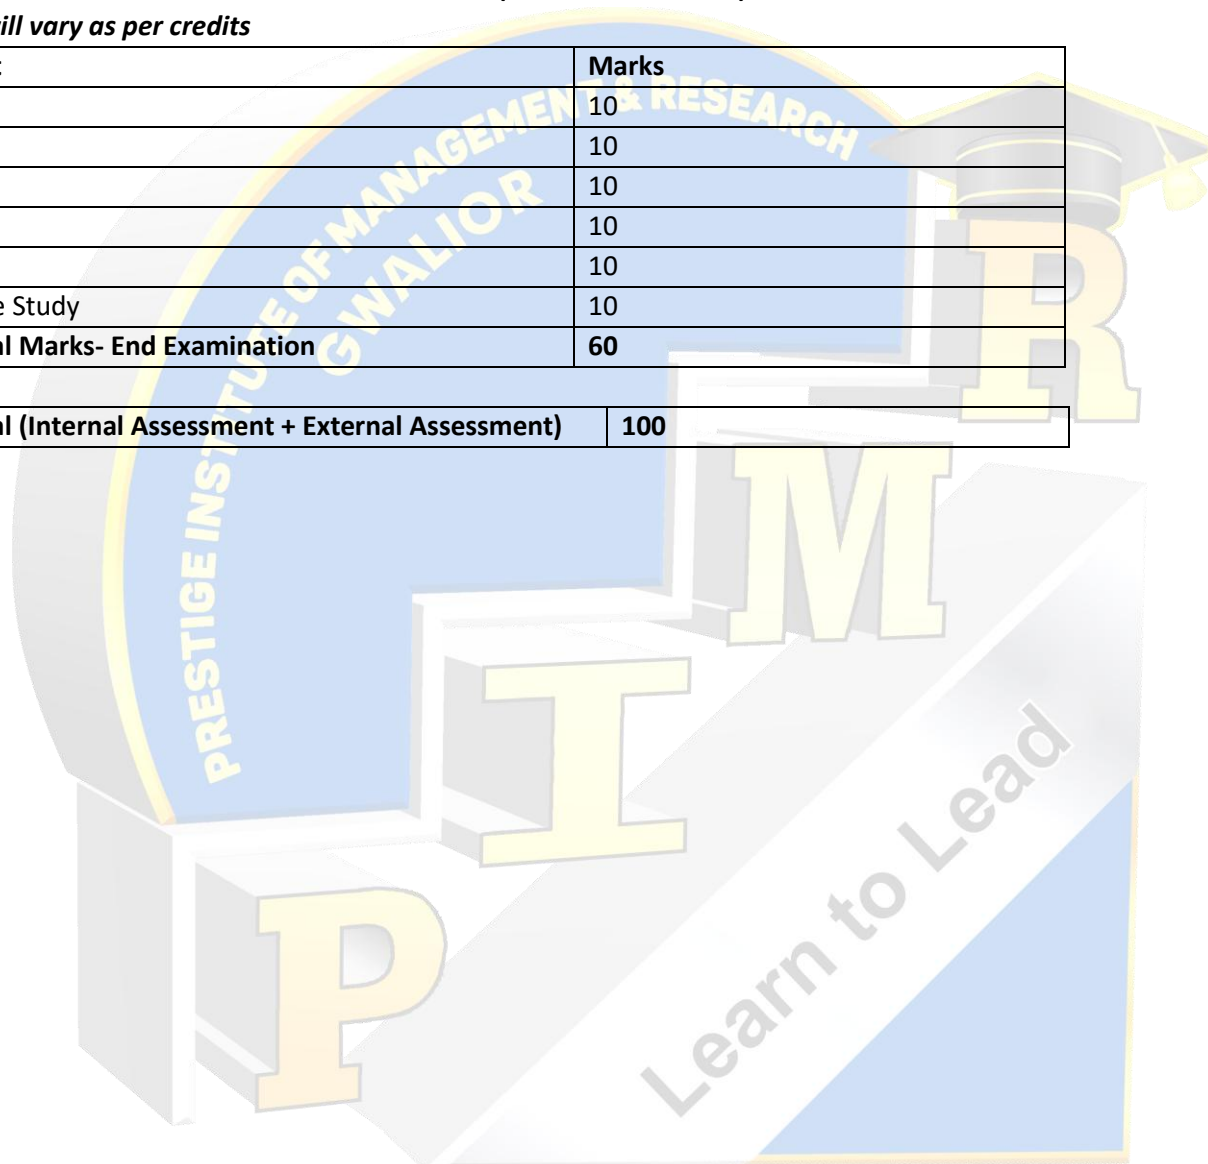 ill vary as per credits
Marks
10
10
10
10
10
e Study 10
al Marks- End Examination 60
al (Internal Assessment + External Assessment) 100
PRESTIGE INSTITUTE OF MANAGEMENT & RESEARCH
GWALIOR
P I M R
Learn to Lead